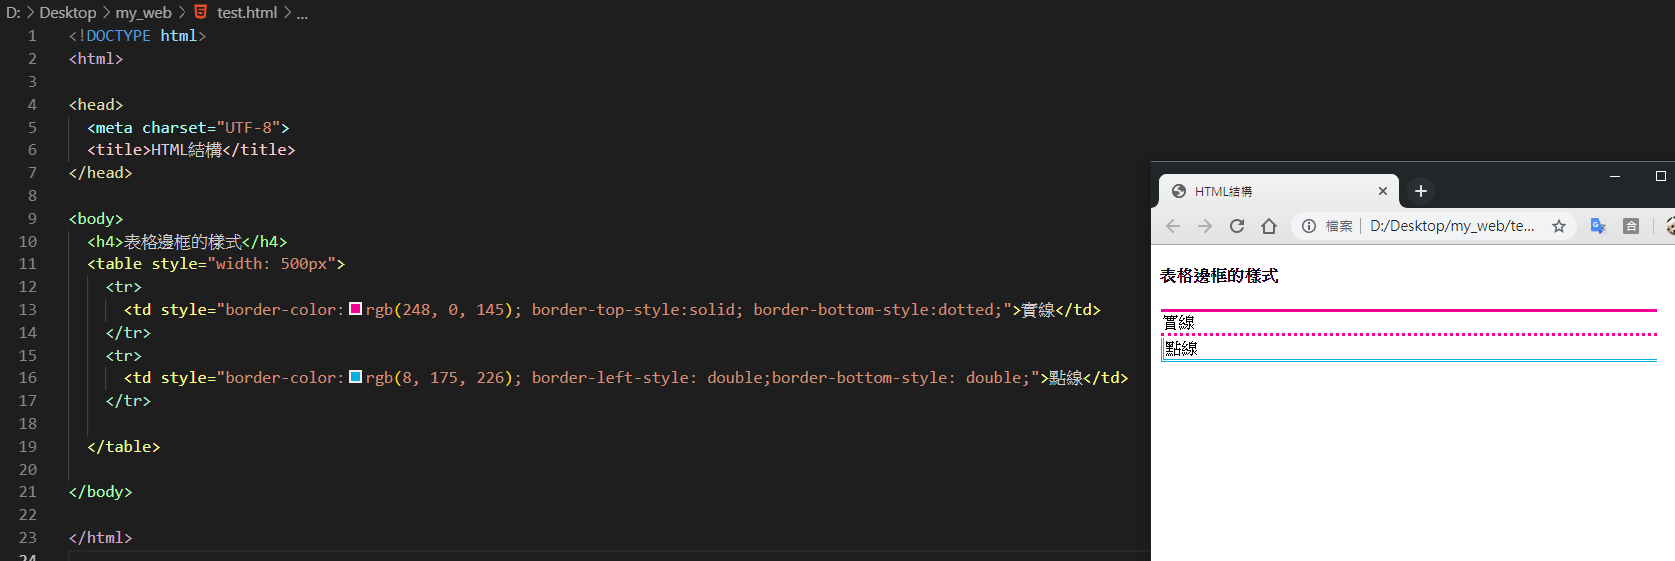 D: > Desktop > my_web > test.html > ...
1 <!DOCTYPE html>
2 <html>
3
4 <head>
5 <meta charset="UTF-8">
6 <title>HTML結構</title>
7 </head>
8
9 <body>
10 <h4>表格邊框的樣式</h4>
11 <table style="width: 500px">
12 <tr>
13 <td style="border-color: rgb(248, 0, 145); border-top-style:solid; border-bottom-style:dotted;">實線</td>
14 </tr>
15 <tr>
16 <td style="border-color: rgb(8, 175, 226); border-left-style: double;border-bottom-style: double;">點線</td>
17 </tr>
18
19 </table>
20
21 </body>
22
23 </html>
24
HTML結構
檔案 D:/Desktop/my_web/te...
表格邊框的樣式
實線
點線